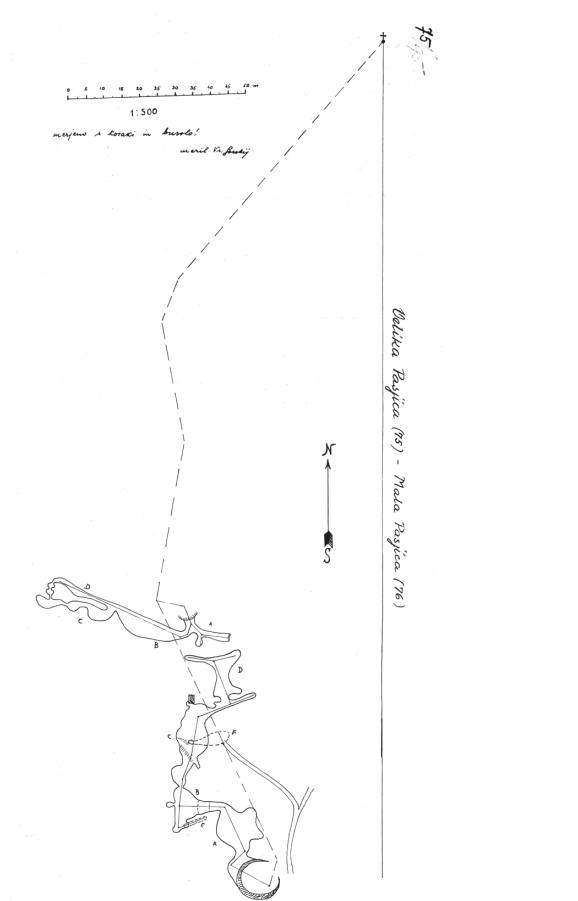 75
0 5 10 15 20 25 30 35 40 45 50 m
1:500
merjeno s koraki in busolo!
meril
Velika Pasjica (75) - Mala Pasjica (76)
N
S
D
C
B
A
D
F
C
B
E
A